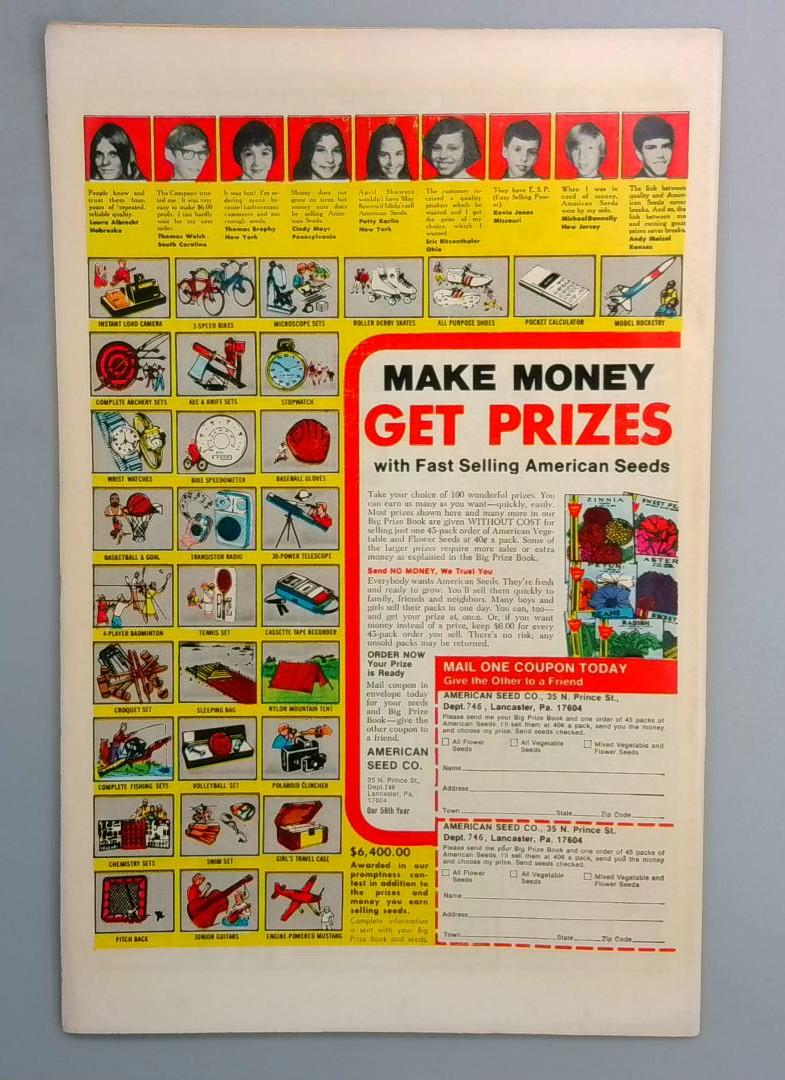 People know and
trust them from
years of repeated,
reliable quality.
Laura Albrecht
Nebraska
The Company trus-
ted me. It was very
easy to make $6.00
profit. I can hardly
wait for my next
order.
Thomas Welch
South Carolina
It was fun! I'm or-
dering more be-
cause I had so many
customers and not
enough seeds.
Thomas Brophy
New York
Money does not
grow on trees but
money sure does
by selling Amer-
ican Seeds.
Cindy Mayr
Pennsylvania
April Showers
wouldn't have May
flowers if I didn't sell
American Seeds.
Patty Karlin
New York
The customer re-
ceived a quality
product which he
wanted and I got
the prize of my
choice, which I
wanted.
Eric Ritzenthaler
Ohio
They have E. S. P.
(Easy Selling Pow-
er).
Kevin Jones
Missouri
When I was in
need of money,
American Seeds
were by my side.
Michael Donnelly
New Jersey
The link between
quality and Amer-
ican Seeds never
breaks. And so, the
link between me
and earning great
prizes never breaks.
Andy Meisel
Kansas
INSTANT LOAD CAMERA
3-SPEED BIKES
MICROSCOPE SETS
ROLLER DERBY SKATES
ALL PURPOSE SHOES
POCKET CALCULATOR
MODEL ROCKETRY
COMPLETE ARCHERY SETS
AXE & KNIFE SETS
STOPWATCH
WRIST WATCHES
BIKE SPEEDOMETER
BASEBALL GLOVES
BASKETBALL & GOAL
TRANSISTOR RADIO
30-POWER TELESCOPE
4-PLAYER BADMINTON
TENNIS SET
CASSETTE TAPE RECORDER
CROQUET SET
SLEEPING BAG
NYLON MOUNTAIN TENT
COMPLETE FISHING SETS
VOLLEYBALL SET
POLAROID CLINCHER
CHEMISTRY SETS
SWIM SET
GIRL'S TRAVEL CASE
PITCH BACK
JUNIOR GUITARS
ENGINE POWERED MUSTANG
MAKE MONEY
GET PRIZES
with Fast Selling American Seeds
Take your choice of 100 wonderful prizes. You
can earn as many as you want—quickly, easily.
Most prizes shown here and many more in our
Big Prize Book are given WITHOUT COST for
selling just one 45-pack order of American Vege-
table and Flower Seeds at 40¢ a pack. Some of
the larger prizes require more sales or extra
money as explained in the Big Prize Book.
Send NO MONEY, We Trust You
Everybody wants American Seeds. They're fresh
and ready to grow. You'll sell them quickly to
family, friends and neighbors. Many boys and
girls sell their packs in one day. You can, too—
and get your prize at once. Or, if you want
money instead of a prize, keep $6.00 for every
45-pack order you sell. There's no risk; any
unsold packs may be returned.
ZINNIA
ASTER
RADISH
ORDER NOW
Your Prize
is Ready
Mail coupon in
envelope today
for your seeds
and Big Prize
Book—give the
other coupon to
a friend.
AMERICAN
SEED CO.
35 N. Prince St.,
Dept.746
Lancaster, Pa.
17604
Our 58th Year
$6,400.00
Awarded in our
promptness con-
test in addition to
the prizes and
money you earn
selling seeds.
Complete information
is sent with your Big
Prize Book and seeds.
MAIL ONE COUPON TODAY
Give the Other to a Friend
AMERICAN SEED CO., 35 N. Prince St.,
Dept.746, Lancaster, Pa. 17604
Please send me your Big Prize Book and one order of 45 packs of
American Seeds. I'll sell them at 40¢ a pack, send you the money
and choose my prize. Send seeds checked.
All Flower Seeds
All Vegetable Seeds
Mixed Vegetable and Flower Seeds
Name
Address
Town State Zip Code
AMERICAN SEED CO., 35 N. Prince St.
Dept.746, Lancaster, Pa. 17604
Please send me your Big Prize Book and one order of 45 packs of
American Seeds. I'll sell them at 40¢ a pack, send you the money
and choose my prize. Send seeds checked.
All Flower Seeds
All Vegetable Seeds
Mixed Vegetable and Flower Seeds
Name
Address
Town State Zip Code